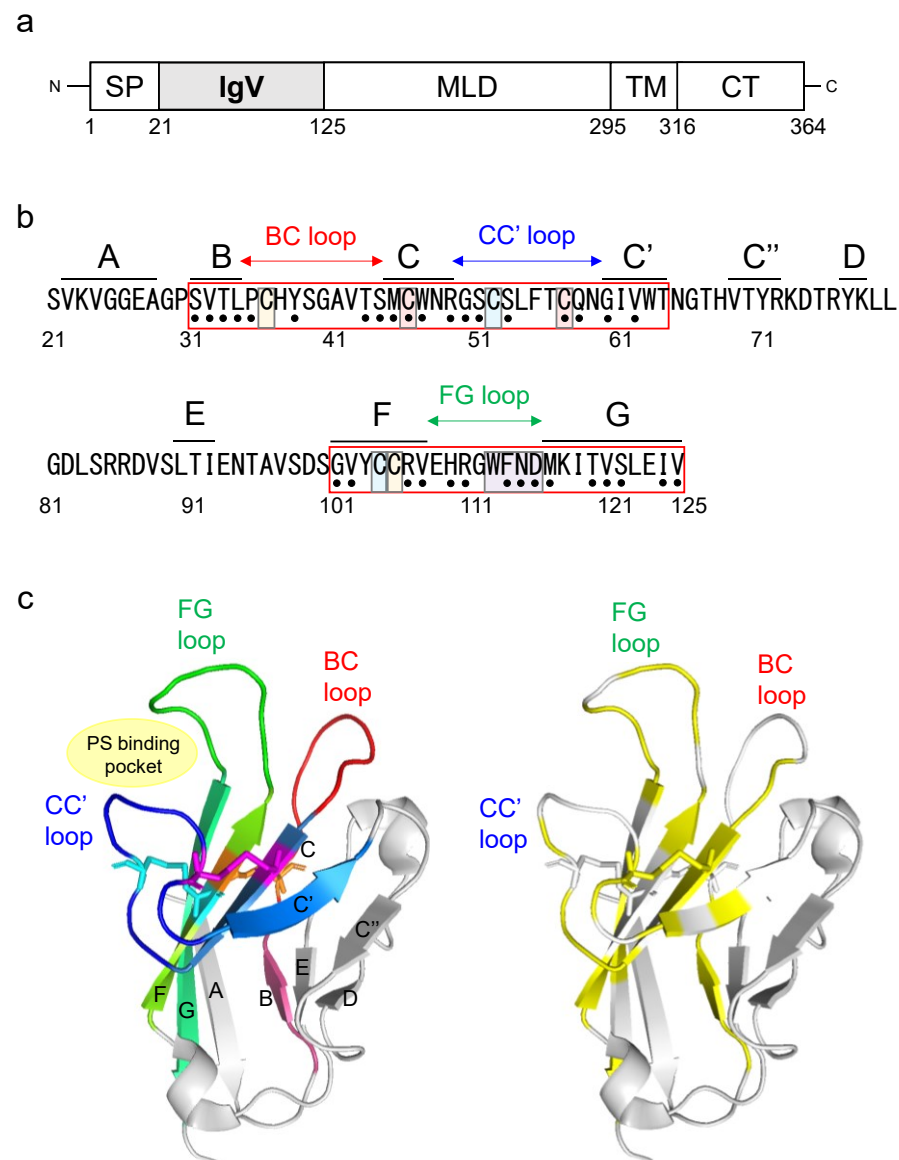 a
N SP IgV MLD TM CT C
1 21 125 295 316 364
b
BC loop CC’ loop
A B C C’ C’’ D
SVKVGGEAGPSVTLPCHYSGAVTSMCWNRGSCSLFTCQNGIVWTNGTHVTYRKDTRYKLL
21 31 41 51 61 71
FG loop
E F G
GDLSRRDVSLTIENTAVSDSGVYCCRVEHRGWFNDMKITVSLEIV
81 91 101 111 121 125
c
FG
loop
BC
loop
PS binding
pocket
CC’
loop
C
C’
C’’
E
A
F
G
B
D
FG
loop
BC
loop
CC’
loop